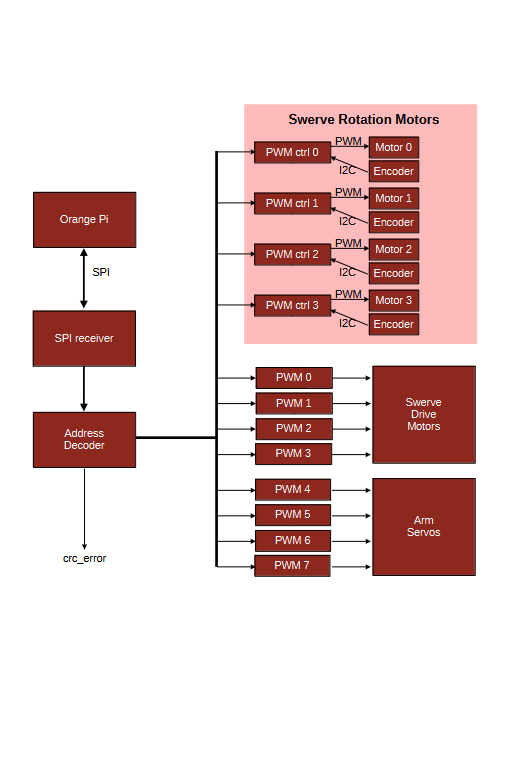 Swerve Rotation Motors
PWM ctrl 0
PWM
Motor 0
I2C
Encoder
PWM ctrl 1
PWM
Motor 1
I2C
Encoder
PWM ctrl 2
PWM
Motor 2
I2C
Encoder
PWM ctrl 3
PWM
Motor 3
I2C
Encoder
Orange Pi
SPI
SPI receiver
Address
Decoder
crc_error
PWM 0
PWM 1
PWM 2
PWM 3
Swerve
Drive
Motors
PWM 4
PWM 5
PWM 6
PWM 7
Arm
Servos